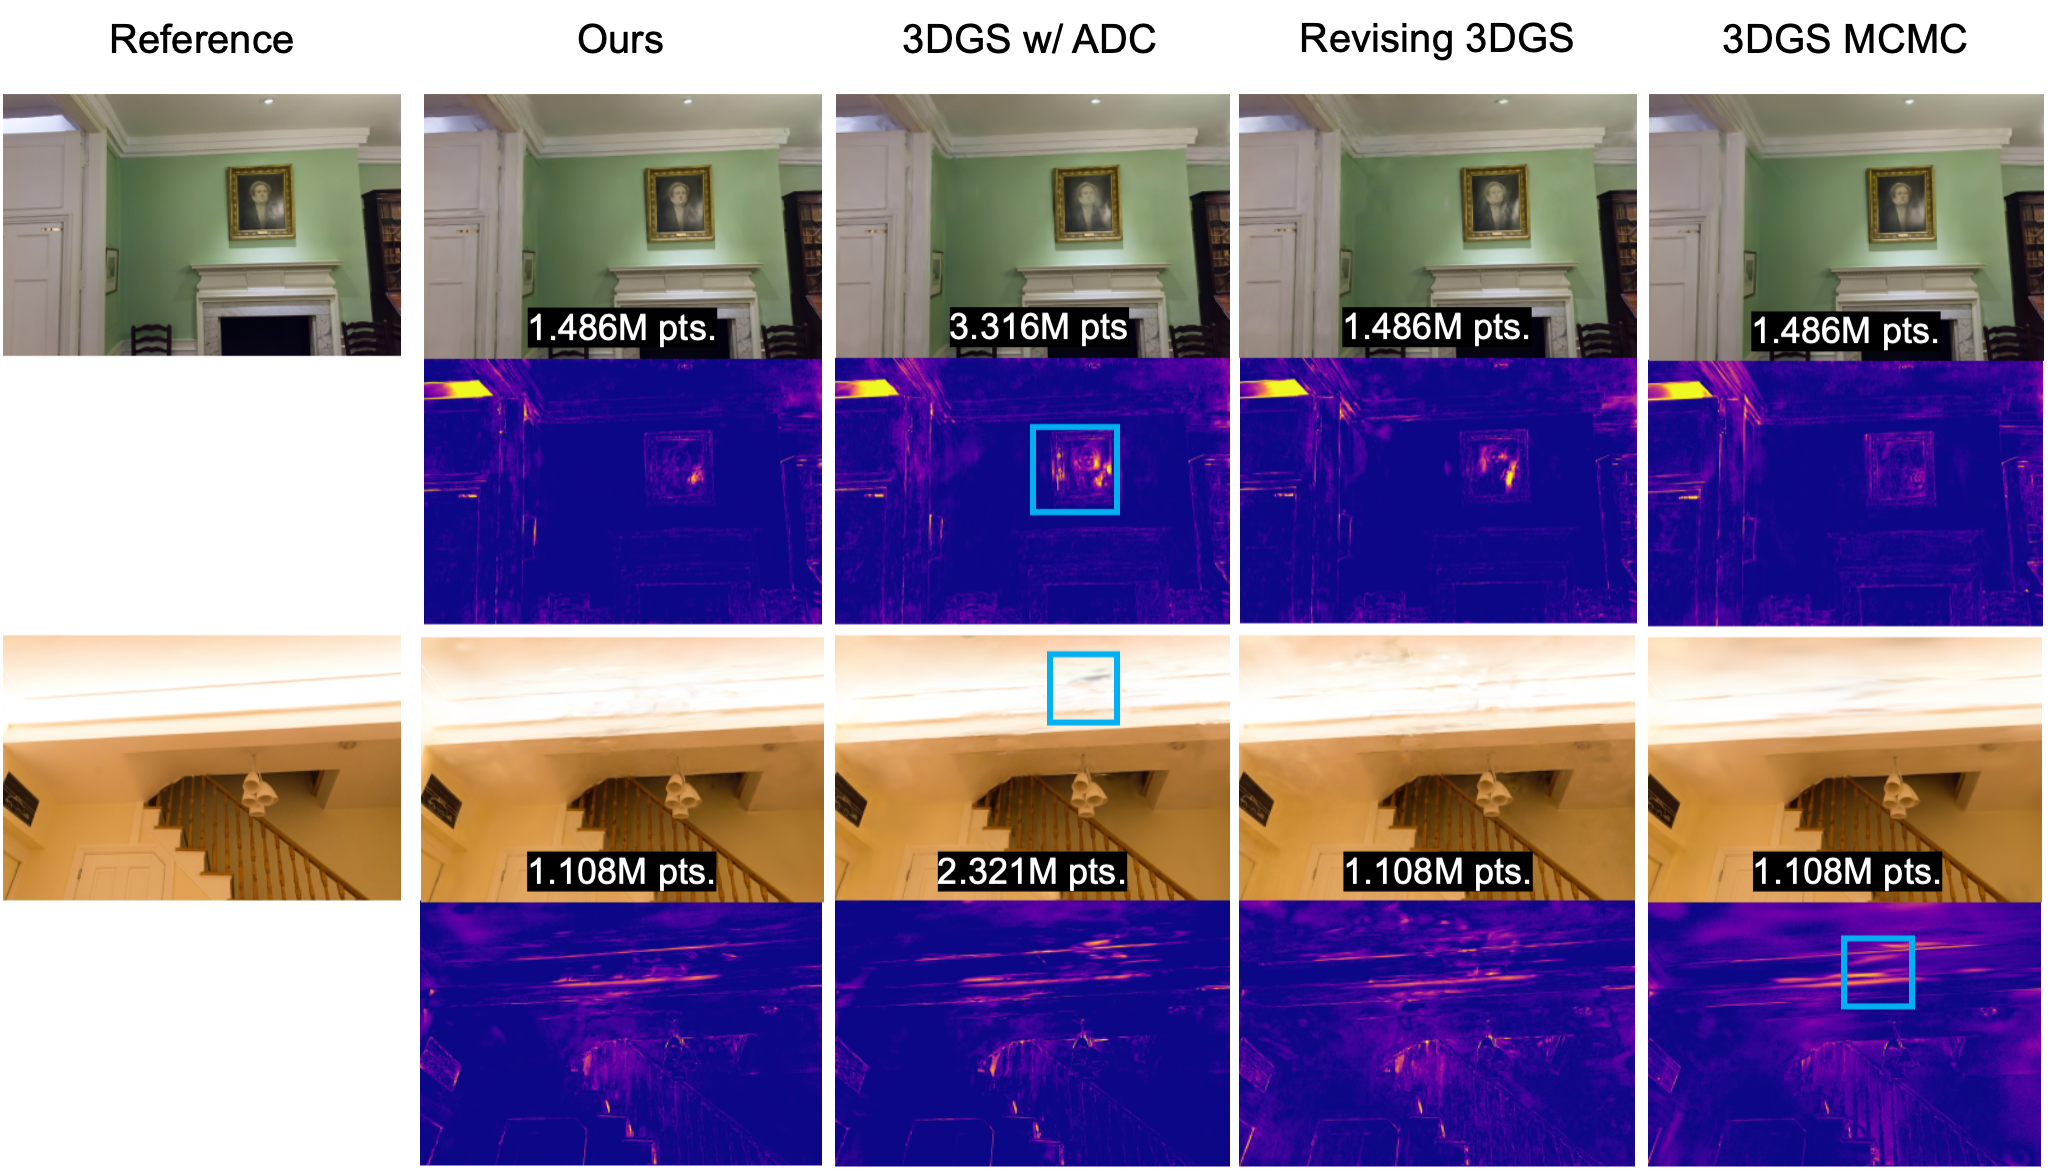 Reference Ours 3DGS w/ ADC Revising 3DGS 3DGS MCMC
1.486M pts. 3.316M pts 1.486M pts. 1.486M pts.
1.108M pts. 2.321M pts. 1.108M pts. 1.108M pts.